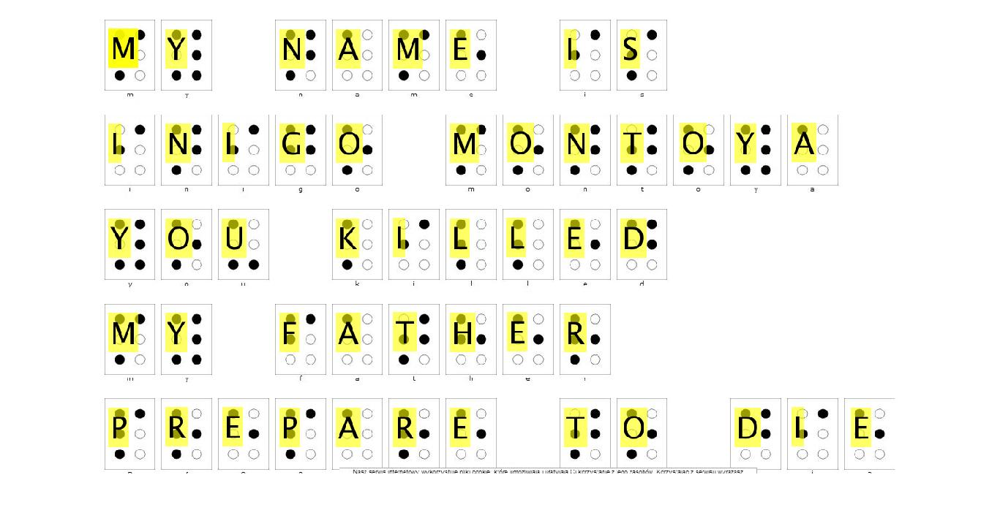 MY NAME IS
m y n a m e i s
INIGO MONTOYA
i n i g o m o n t o y a
YOU KILLED
y o u k i l l e d
MY FATHER
m y f a t h e r
PREPARE TO DIE
Nasz serwis internetowy wykorzystuje pliki cookie, które umożliwiają i ułatwiają Ci korzystanie z jego zasobów. Korzystając z serwisu wyrażasz